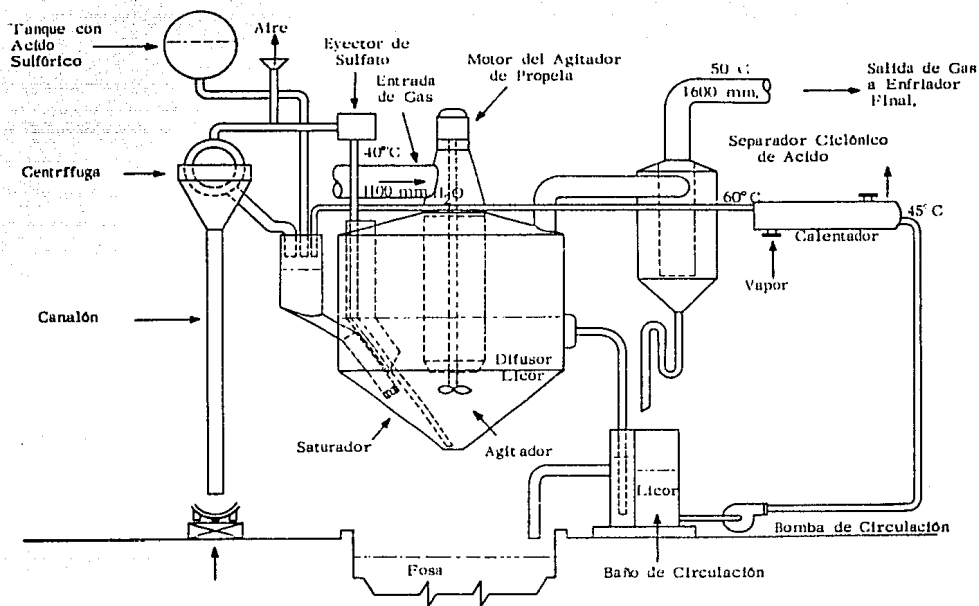 Tanque con
Acido
Sulfúrico
Aire
Eyector de
Sulfato
Entrada
de Gas
Motor del Agitador
de Propela
50 C
1600 mm.
Salida de Gas
a Enfriador
Final.
Separador Ciclónico
de Acido
Centrífuga
40°C
1100 mm. H2O
60°C
45°C
Calentador
Vapor
Canalón
Difusor
Licor
Saturador
Agitador
Licor
Bomba de Circulación
Fosa
Baño de Circulación